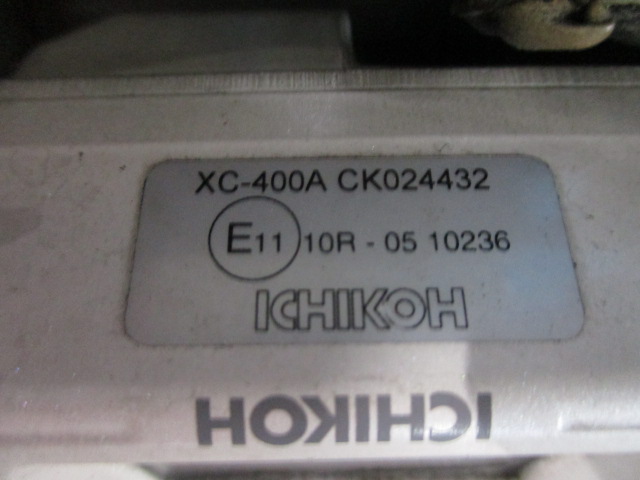 XC-400A CK024432
E11 10R - 05 10236
ICHIKOH
ICHIKOH